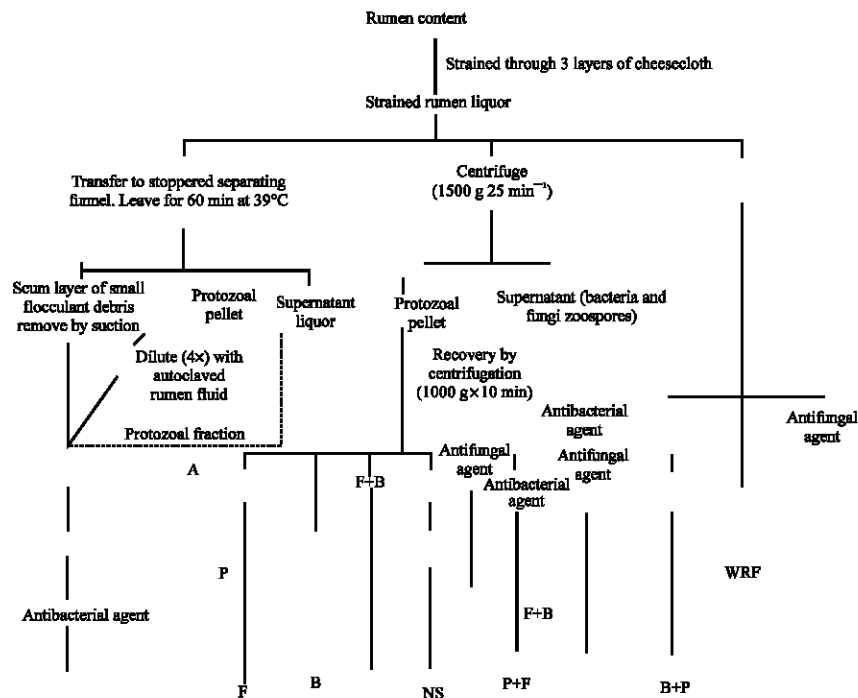 Rumen content
Strained through 3 layers of cheesecloth
Strained rumen liquor
Transfer to stoppered separating
funnel. Leave for 60 min at 39°C
Centrifuge
(1500 g 25 min⁻¹)
Scum layer of small
flocculant debris
remove by suction
Protozoal
pellet
Supernatant
liquor
Protozoal
pellet
Supernatant (bacteria and
fungi zoospores)
Dilute (4×) with
autoclaved
rumen fluid
Recovery by
centrifugation
(1000 g×10 min)
Protozoal fraction
Antibacterial
agent
Antifungal
agent
A
F+B
Antifungal
agent
Antibacterial
agent
Antifungal
agent
P
WRF
Antibacterial agent
F+B
F
B
NS
P+F
B+P